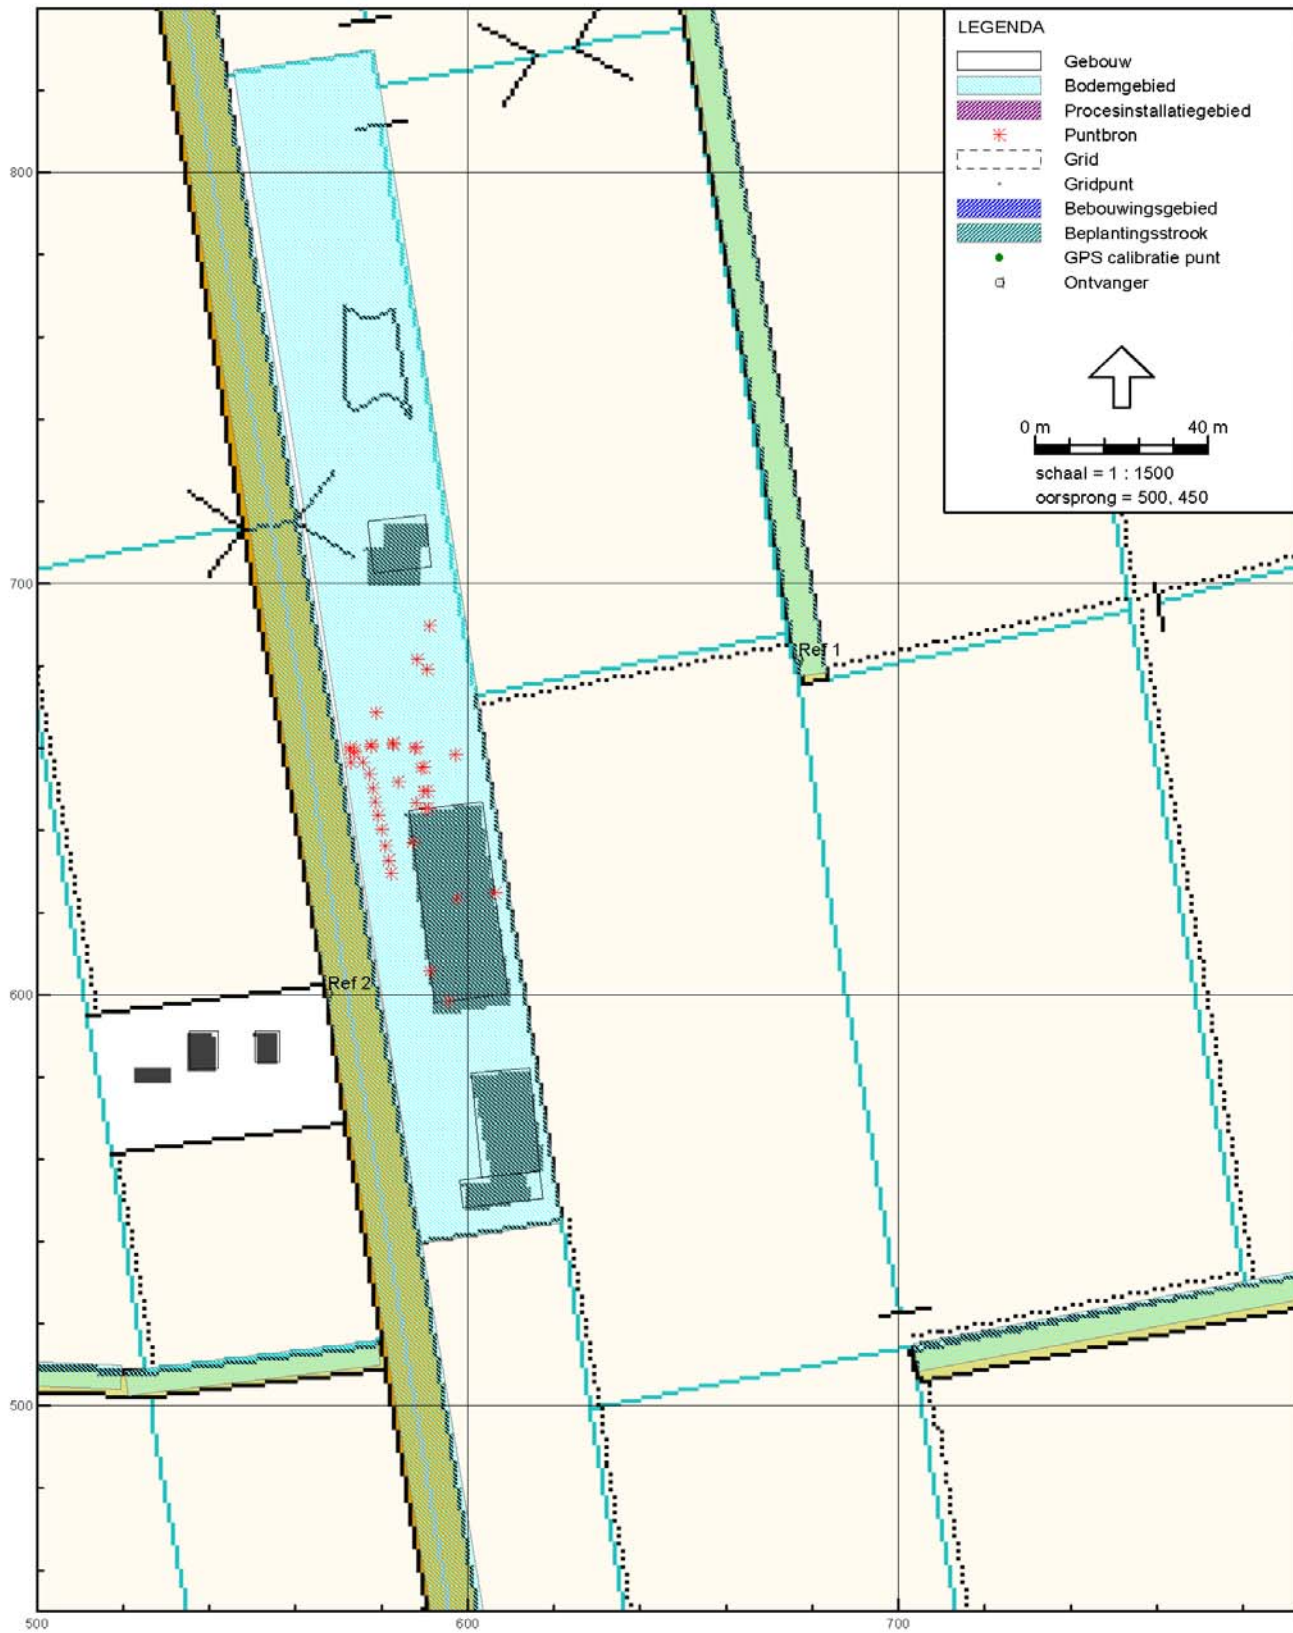 LEGENDA
Gebouw
Bodemgebied
Procesinstallatiegebied
Puntbron
Grid
Gridpunt
Bebouwingsgebied
Beplantingsstrook
GPS calibratie punt
Ontvanger
0 m 40 m
schaal = 1 : 1500
oorsprong = 500, 450
800
700
Ref 1
Ref 2
600
500
500 600 700